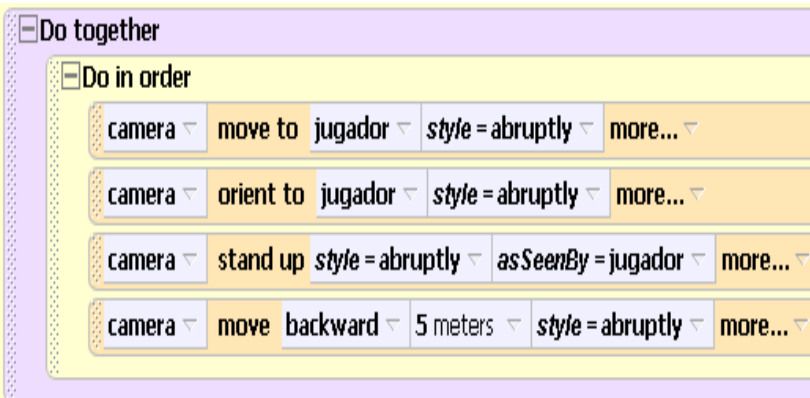 Do together
Do in order
camera move to jugador style = abruptly more...
camera orient to jugador style = abruptly more...
camera stand up style = abruptly asSeenBy = jugador more...
camera move backward 5 meters style = abruptly more...